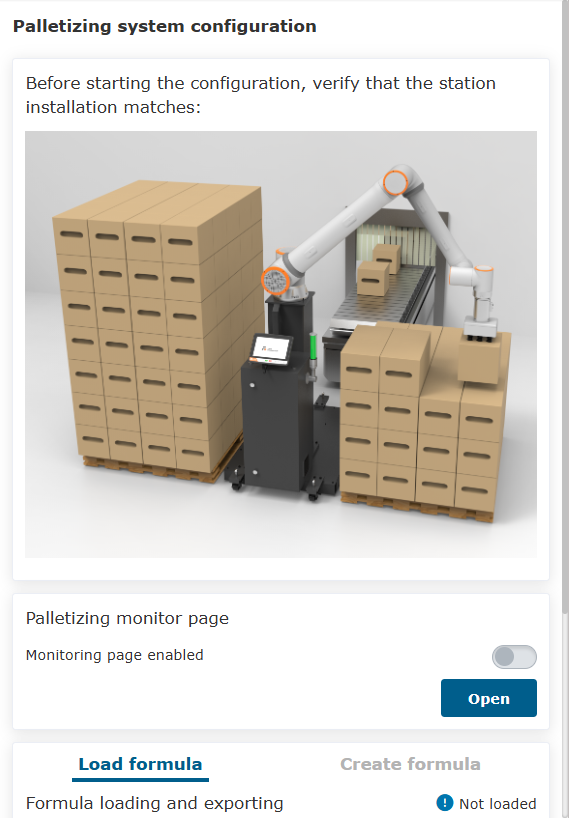 Palletizing system configuration
Before starting the configuration, verify that the station
installation matches:
Palletizing monitor page
Monitoring page enabled
Open
Load formula
Create formula
Formula loading and exporting
Not loaded